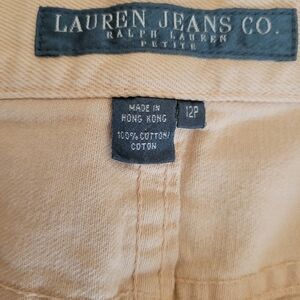 LAUREN JEANS CO.
RALPH LAUREN
PETITE
MADE IN
HONG KONG
100% COTTON/
COTON
12P